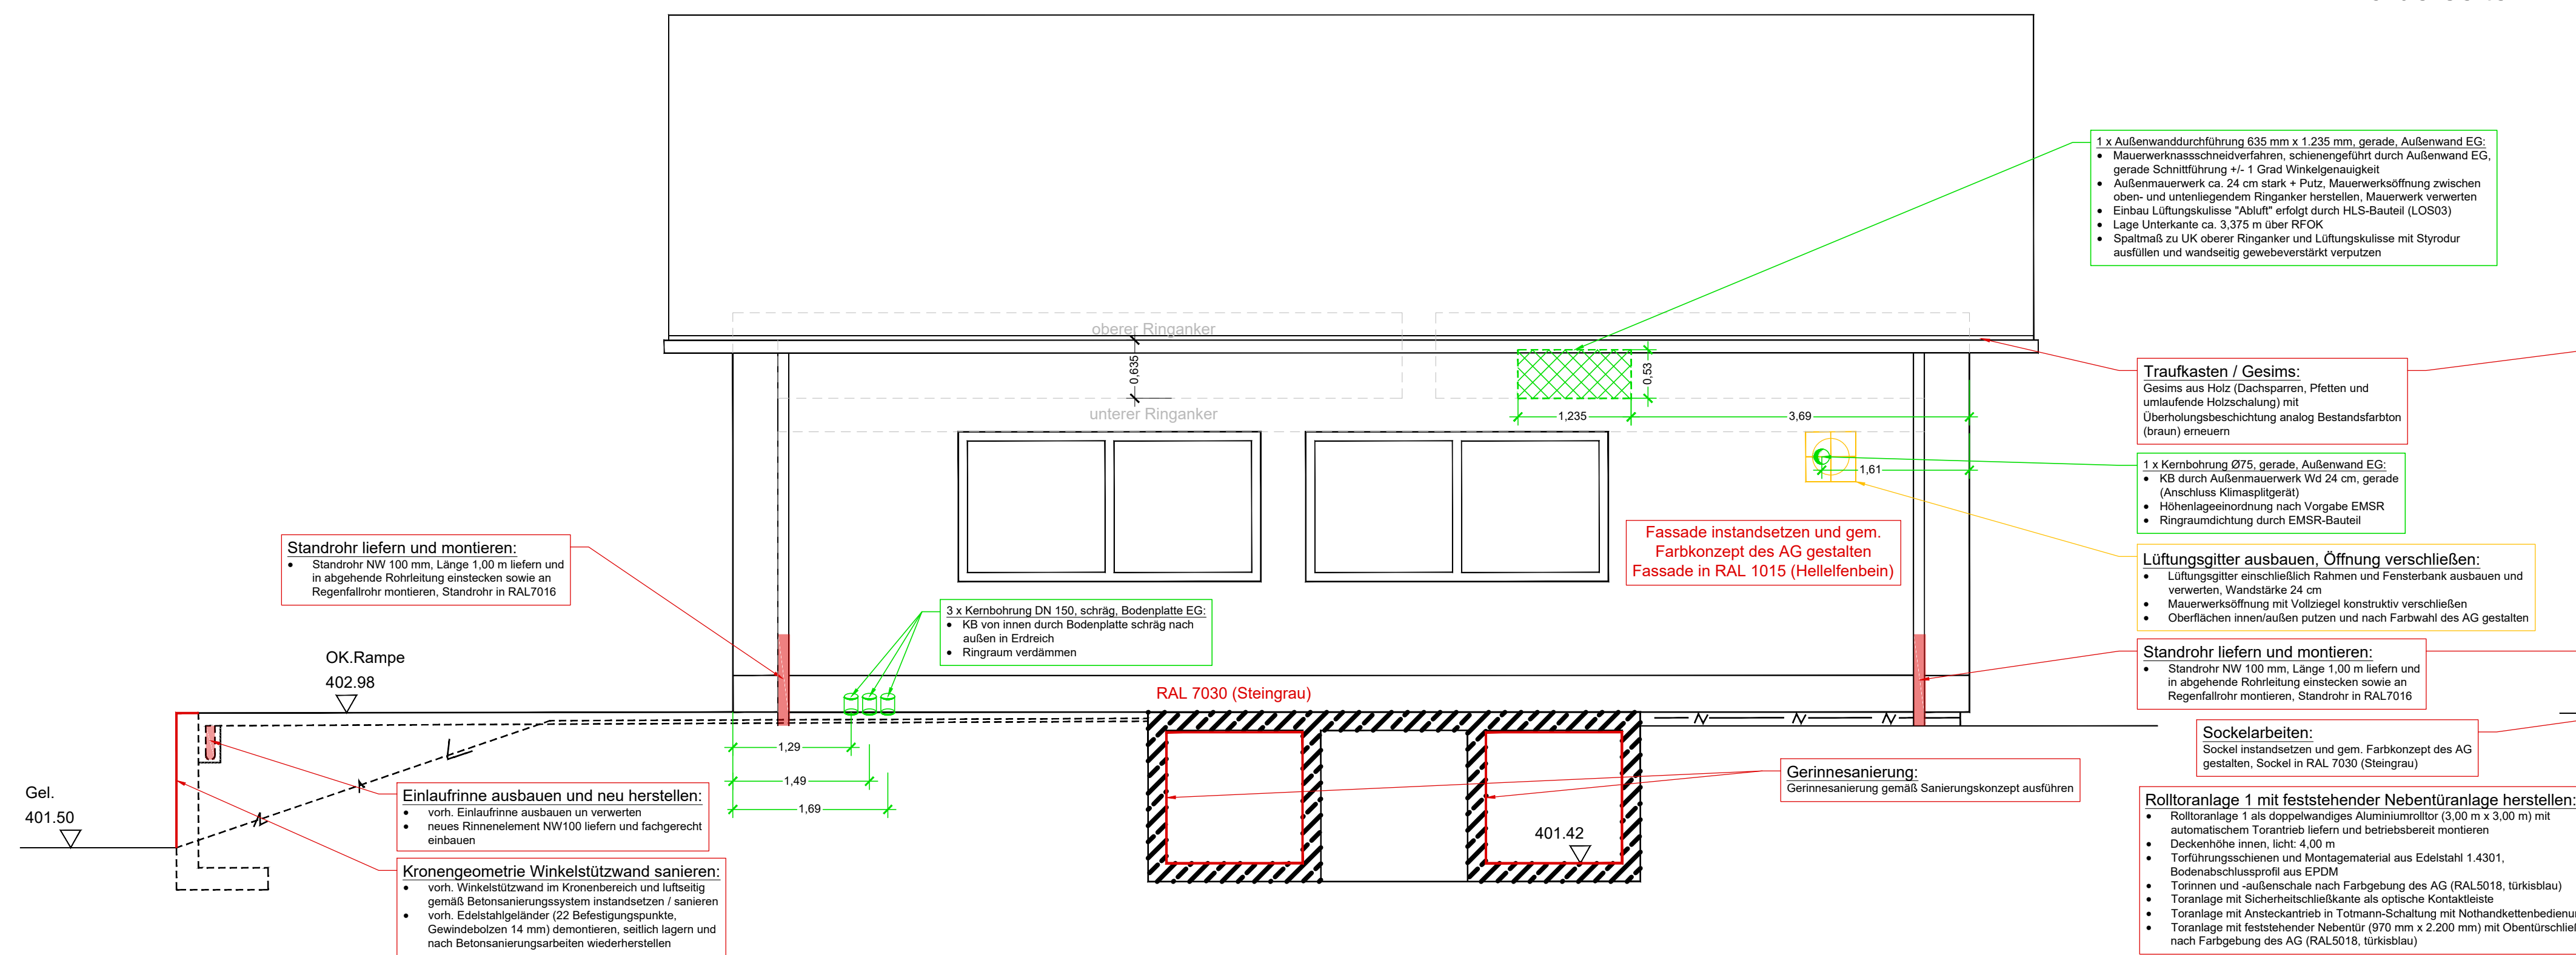 1 x Außenwanddurchführung 635 mm x 1.235 mm, gerade, Außenwand EG:
• Mauerwerknassschneidverfahren, schienengeführt durch Außenwand EG,
gerade Schnittführung +/- 1 Grad Winkelgenauigkeit
• Außenmauerwerk ca. 24 cm stark + Putz, Mauerwerksöffnung zwischen
oben- und untenliegendem Ringanker herstellen, Mauerwerk verwerten
• Einbau Lüftungskulisse "Abluft" erfolgt durch HLS-Bauteil (LOS03)
• Lage Unterkante ca. 3,375 m über RFOK
• Spaltmaß zu UK oberer Ringanker und Lüftungskulisse mit Styrodur
ausfüllen und wandseitig gewebeverstärkt verputzen
oberer Ringanker
0,635
0,53
unterer Ringanker
1,235
3,69
1,61
Traufkasten / Gesims:
Gesims aus Holz (Dachsparren, Pfetten und
umlaufende Holzschalung) mit
Überholungsbeschichtung analog Bestandsfarbton
(braun) erneuern
1 x Kernbohrung Ø75, gerade, Außenwand EG:
• KB durch Außenmauerwerk Wd 24 cm, gerade
(Anschluss Klimasplitgerät)
• Höhenlageeinordnung nach Vorgabe EMSR
• Ringraumdichtung durch EMSR-Bauteil
Fassade instandsetzen und gem.
Farbkonzept des AG gestalten
Fassade in RAL 1015 (Hellelfenbein)
Lüftungsgitter ausbauen, Öffnung verschließen:
• Lüftungsgitter einschließlich Rahmen und Fensterbank ausbauen und
verwerten, Wandstärke 24 cm
• Mauerwerksöffnung mit Vollziegel konstruktiv verschließen
• Oberflächen innen/außen putzen und nach Farbwahl des AG gestalten
Standrohr liefern und montieren:
• Standrohr NW 100 mm, Länge 1,00 m liefern und
in abgehende Rohrleitung einstecken sowie an
Regenfallrohr montieren, Standrohr in RAL7016
3 x Kernbohrung DN 150, schräg, Bodenplatte EG:
• KB von innen durch Bodenplatte schräg nach
außen in Erdreich
• Ringraum verdämmen
Standrohr liefern und montieren:
• Standrohr NW 100 mm, Länge 1,00 m liefern und
in abgehende Rohrleitung einstecken sowie an
Regenfallrohr montieren, Standrohr in RAL7016
OK.Rampe
402.98
RAL 7030 (Steingrau)
Sockelarbeiten:
Sockel instandsetzen und gem. Farbkonzept des AG
gestalten, Sockel in RAL 7030 (Steingrau)
1,29
1,49
1,69
Gel.
401.50
Einlaufrinne ausbauen und neu herstellen:
• vorh. Einlaufrinne ausbauen un verwerten
• neues Rinnenelement NW100 liefern und fachgerecht
einbauen
Gerinnesanierung:
Gerinnesanierung gemäß Sanierungskonzept ausführen
401.42
Kronengeometrie Winkelstützwand sanieren:
• vorh. Winkelstützwand im Kronenbereich und luftseitig
gemäß Betonsanierungssystem instandsetzen / sanieren
• vorh. Edelstahlgeländer (22 Befestigungspunkte,
Gewindebolzen 14 mm) demontieren, seitlich lagern und
nach Betonsanierungsarbeiten wiederherstellen
Rolltoranlage 1 mit feststehender Nebentüranlage herstellen:
• Rolltoranlage 1 als doppelwandiges Aluminiumrolltor (3,00 m x 3,00 m) mit
automatischem Torantrieb liefern und betriebsbereit montieren
• Deckenhöhe innen, licht: 4,00 m
• Torführungsschienen und Montagematerial aus Edelstahl 1.4301,
Bodenabschlussprofil aus EPDM
• Torinnen und -außenschale nach Farbgebung des AG (RAL5018, türkisblau)
• Toranlage mit Sicherheitschließkante als optische Kontaktleiste
• Toranlage mit Ansteckantrieb in Totmann-Schaltung mit Nothandkettenbedienu
• Toranlage mit feststehender Nebentür (970 mm x 2.200 mm) mit Obentürschlie
nach Farbgebung des AG (RAL5018, türkisblau)